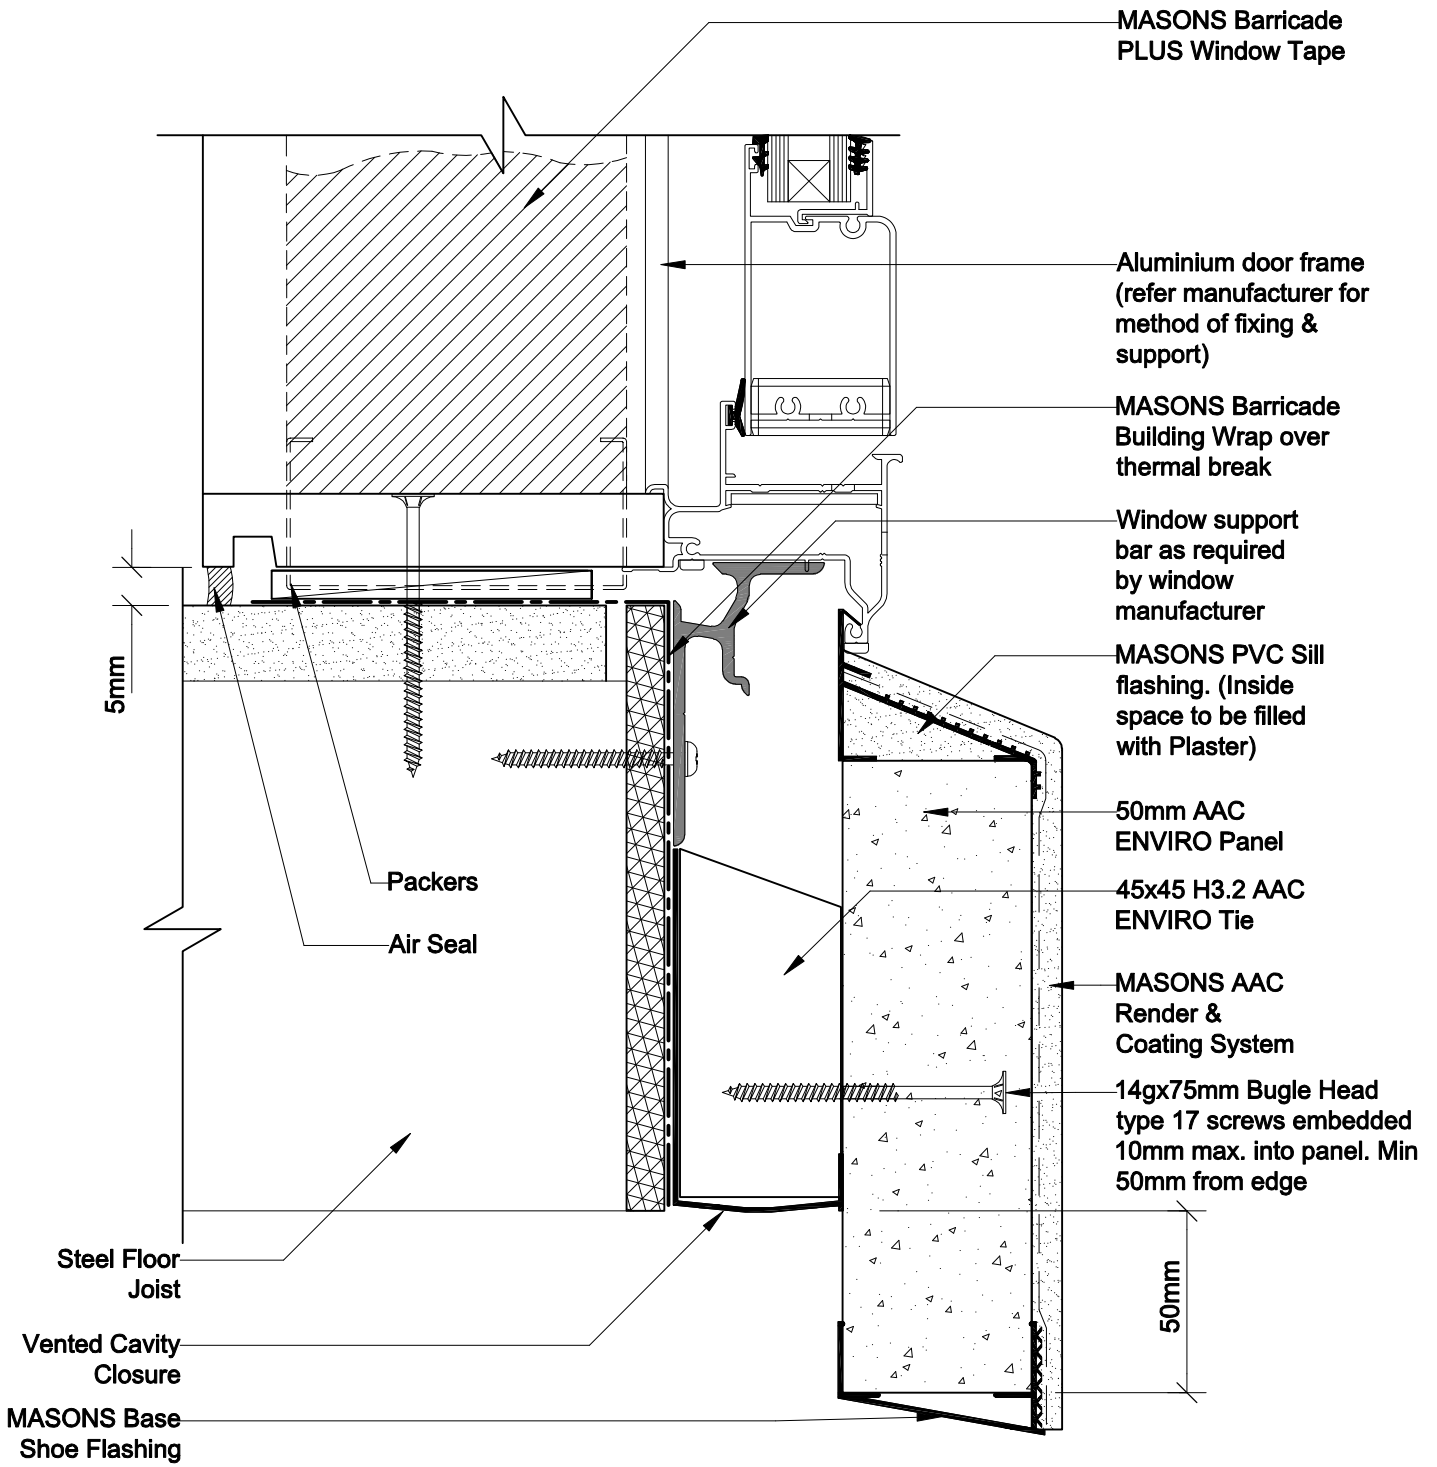 MASONS Barricade
PLUS Window Tape
Aluminium door frame
(refer manufacturer for
method of fixing &
support)
MASONS Barricade
Building Wrap over
thermal break
Window support
bar as required
by window
manufacturer
MASONS PVC Sill
flashing. (Inside
space to be filled
with Plaster)
5mm
50mm AAC
ENVIRO Panel
Packers
45x45 H3.2 AAC
ENVIRO Tie
Air Seal
MASONS AAC
Render &
Coating System
14gx75mm Bugle Head
type 17 screws embedded
10mm max. into panel. Min
50mm from edge
Steel Floor
Joist
50mm
Vented Cavity
Closure
MASONS Base
Shoe Flashing